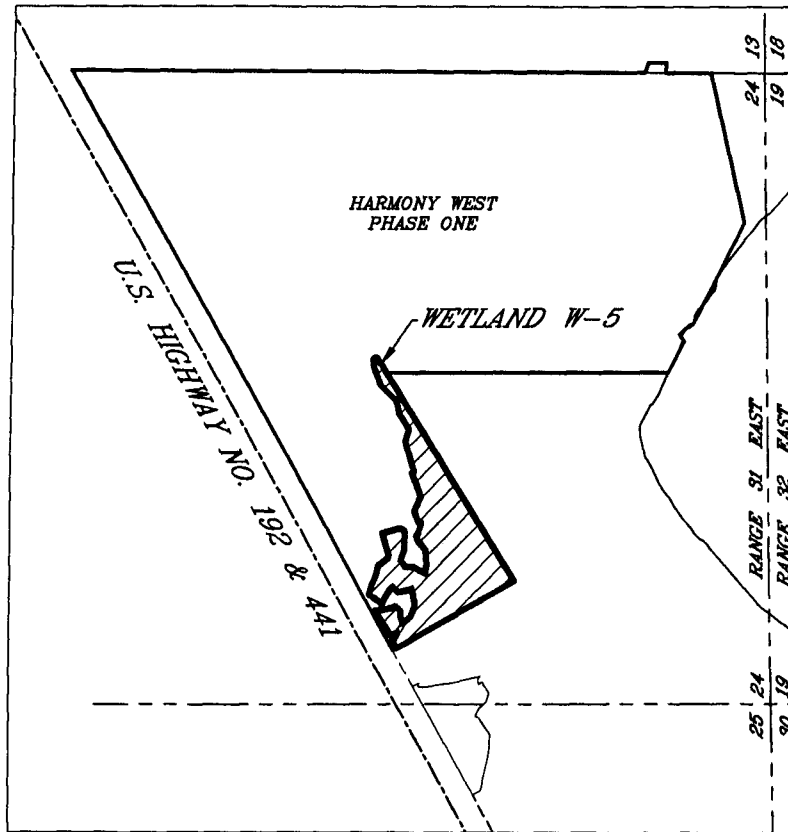 13 18
24 19
HARMONY WEST
PHASE ONE
U.S. HIGHWAY NO. 192 & 441
WETLAND W-5
RANGE 31 EAST
RANGE 32 EAST
24 19
25 30